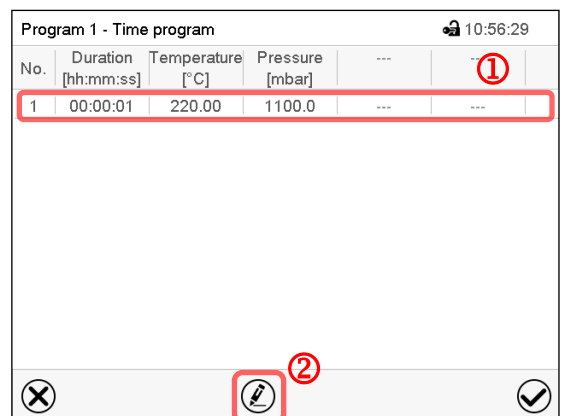 Program 1 - Time program 10:56:29
No. Duration [hh:mm:ss] Temperature [°C] Pressure [mbar] --- ---
①
1 00:00:01 220.00 1100.0 --- ---
②